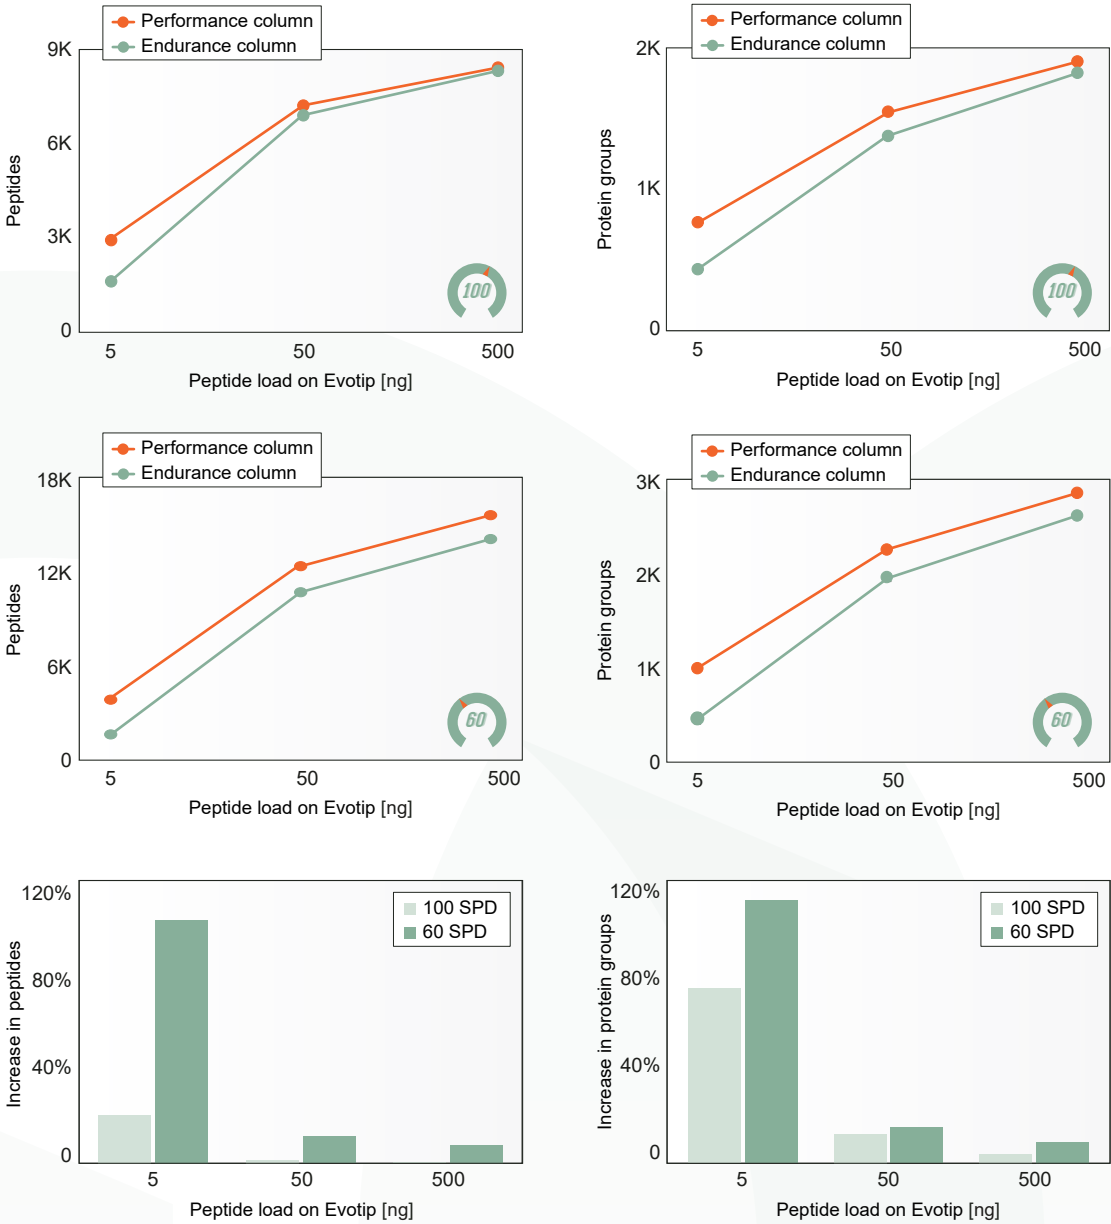 Performance column
Endurance column
9K
6K
3K
0
Peptides
5 50 500
Peptide load on Evotip [ng]
100
Performance column
Endurance column
2K
1K
0
Protein groups
5 50 500
Peptide load on Evotip [ng]
100
Performance column
Endurance column
18K
12K
6K
0
Peptides
5 50 500
Peptide load on Evotip [ng]
60
Performance column
Endurance column
3K
2K
1K
0
Protein groups
5 50 500
Peptide load on Evotip [ng]
60
120%
80%
40%
0
Increase in peptides
100 SPD
60 SPD
5 50 500
Peptide load on Evotip [ng]
120%
80%
40%
0
Increase in protein groups
100 SPD
60 SPD
5 50 500
Peptide load on Evotip [ng]